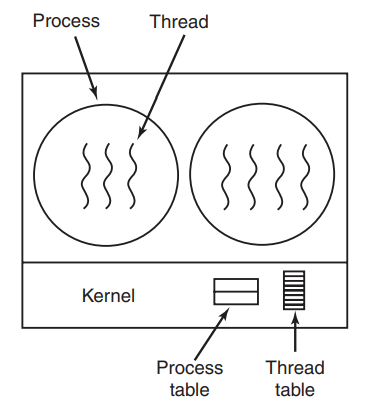 Process
Thread
Kernel
Process
table
Thread
table